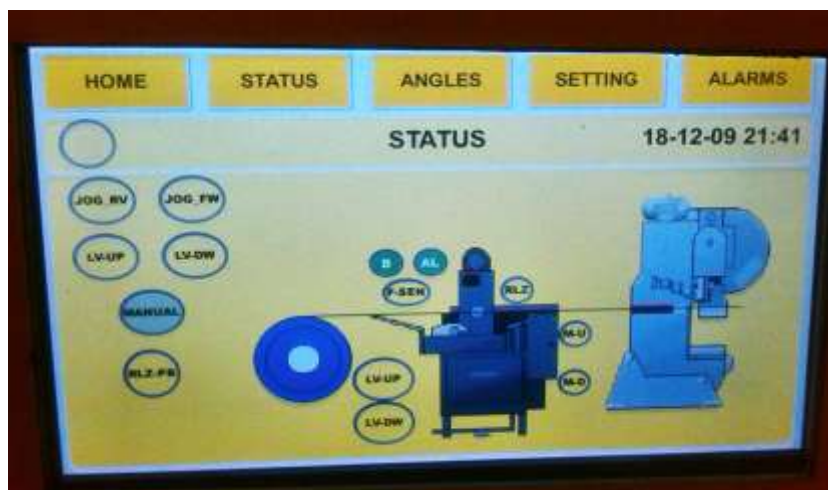 HOME STATUS ANGLES SETTING ALARMS
STATUS 18-12-09 21:41
JOG_RV JOG_FW
LV-UP LV-DW
B AL
P-SEN RLZ
MANUAL
M-U
RLZ-PB
LV-UP M-D
LV-DW